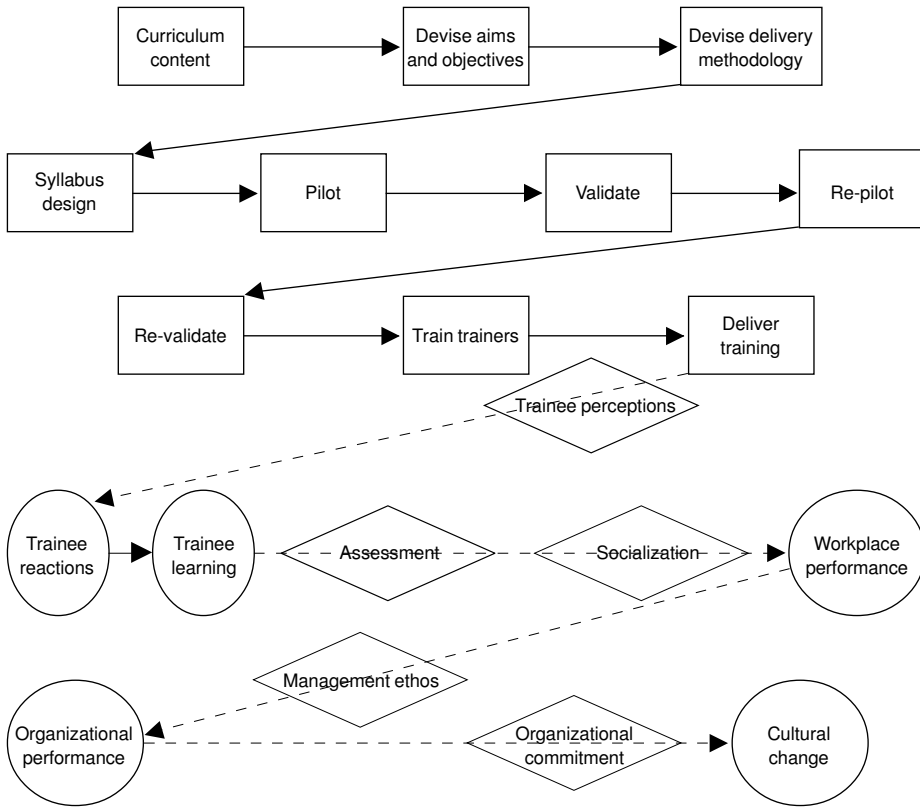 Curriculum
content
Devise aims
and objectives
Devise delivery
methodology
Syllabus
design
Pilot
Validate
Re-pilot
Re-validate
Train trainers
Deliver
training
Trainee perceptions
Trainee
reactions
Trainee
learning
Assessment
Socialization
Workplace
performance
Management ethos
Organizational
performance
Organizational
commitment
Cultural
change